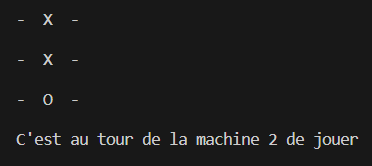 - X -
- X -
- O -
C'est au tour de la machine 2 de jouer